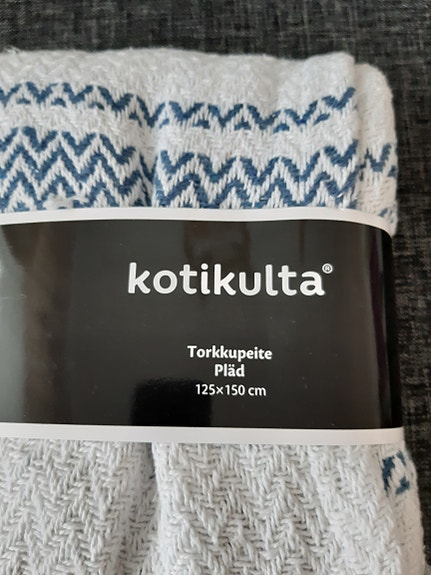 kotikulta®
Torkkupeite
Pläd
125×150 cm